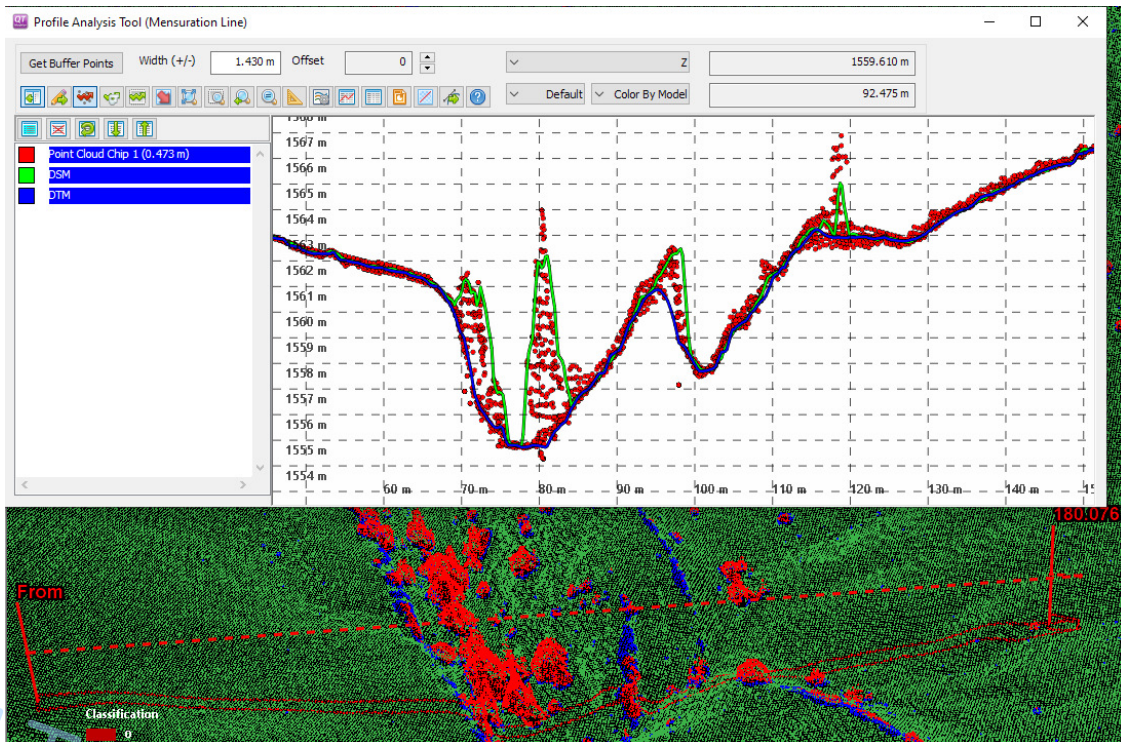 QT Profile Analysis Tool (Mensuration Line)
Get Buffer Points Width (+/-) 1.430 m Offset 0 Z 1559.610 m
Default Color By Model 92.475 m
Point Cloud Chip 1 (0.473 m)
DSM
DTM
1568 m
1567 m
1566 m
1565 m
1564 m
1563 m
1562 m
1561 m
1560 m
1559 m
1558 m
1557 m
1556 m
1555 m
1554 m
60 m 70 m 80 m 90 m 100 m 110 m 120 m 130 m 140 m 15
180.076
From
Classification
0